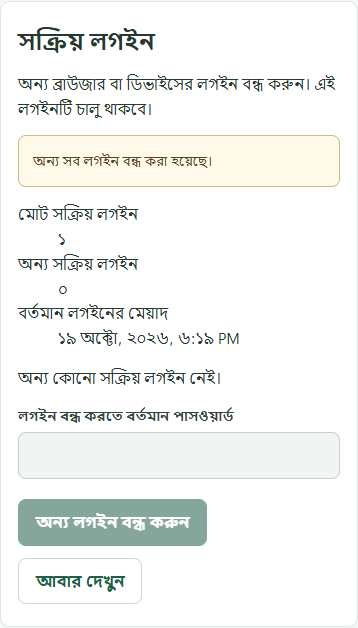 সক্রিয় লগইন
অন্য ব্রাউজার বা ডিভাইসের লগইন বন্ধ করুন। এই
লগইনটি চালু থাকবে।
অন্য সব লগইন বন্ধ করা হয়েছে।
মোট সক্রিয় লগইন
১
অন্য সক্রিয় লগইন
০
বর্তমান লগইনের মেয়াদ
১৯ অক্টো, ২০২৬, ৬:১৯ PM
অন্য কোনো সক্রিয় লগইন নেই।
লগইন বন্ধ করতে বর্তমান পাসওয়ার্ড
অন্য লগইন বন্ধ করুন
আবার দেখুন